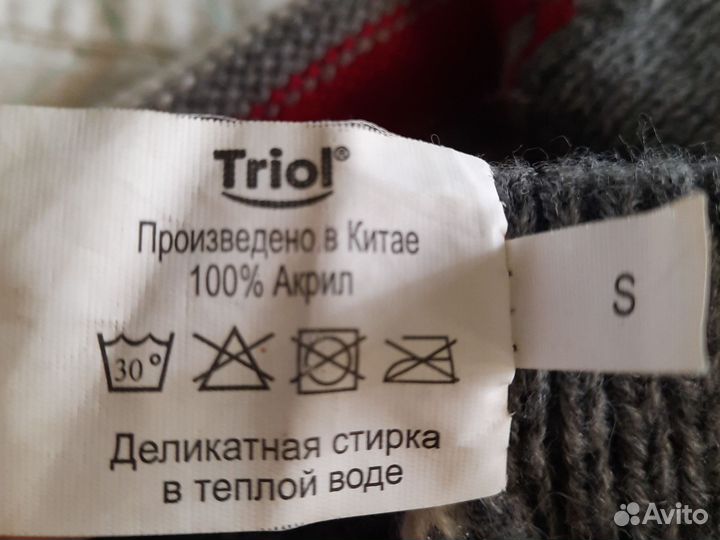 Triol®
Произведено в Китае
100% Акрил
S
30°
Деликатная стирка
в теплой воде
Avito